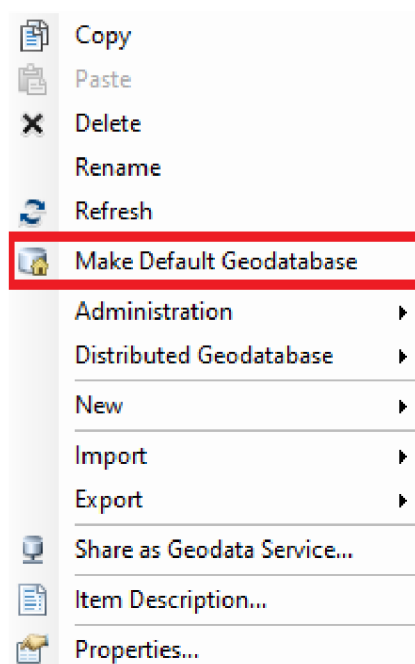 Copy
Paste
Delete
Rename
Refresh
Make Default Geodatabase
Administration
Distributed Geodatabase
New
Import
Export
Share as Geodata Service...
Item Description...
Properties...